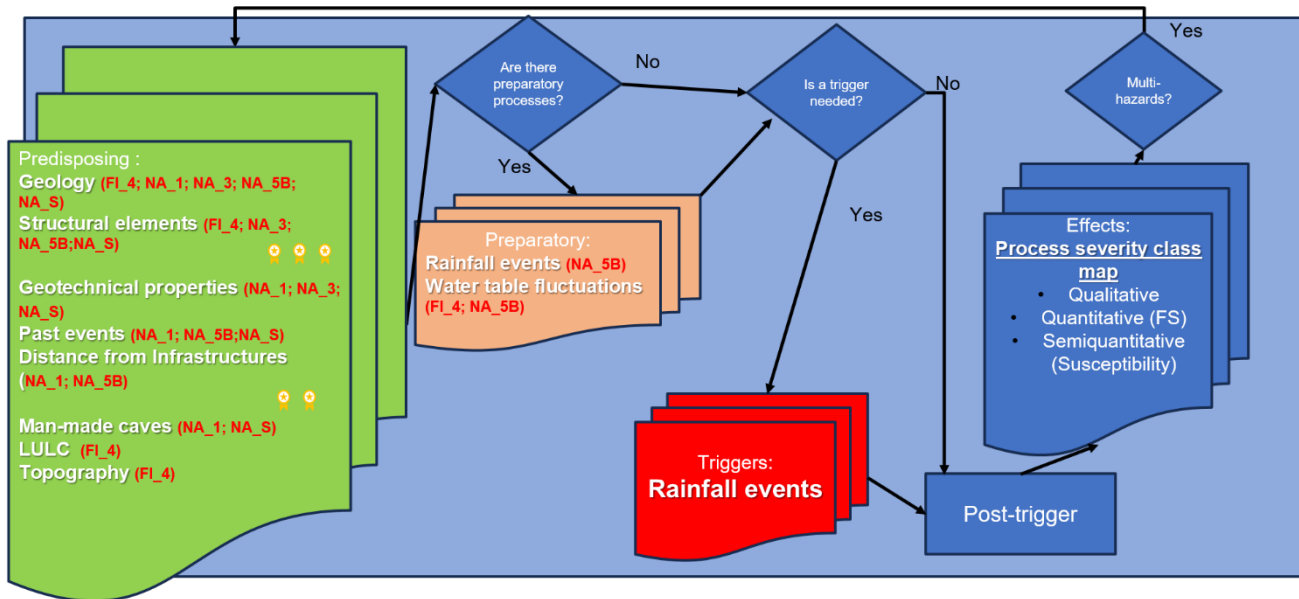 Predisposing :
Geology (FI_4; NA_1; NA_3; NA_5B;
NA_S)
Structural elements (FI_4; NA_3;
NA_5B;NA_S)
Geotechnical properties (NA_1; NA_3;
NA_S)
Past events (NA_1; NA_5B;NA_S)
Distance from Infrastructures
(NA_1; NA_5B)
Man-made caves (NA_1; NA_S)
LULC (FI_4)
Topography (FI_4)
Are there
preparatory
processes?
No
Yes
Preparatory:
Rainfall events (NA_5B)
Water table fluctuations
(FI_4; NA_5B)
Is a trigger
needed?
No
Yes
Triggers:
Rainfall events
Post-trigger
Effects:
Process severity class
map
• Qualitative
• Quantitative (FS)
• Semiquantitative
(Susceptibility)
Multi-
hazards?
Yes